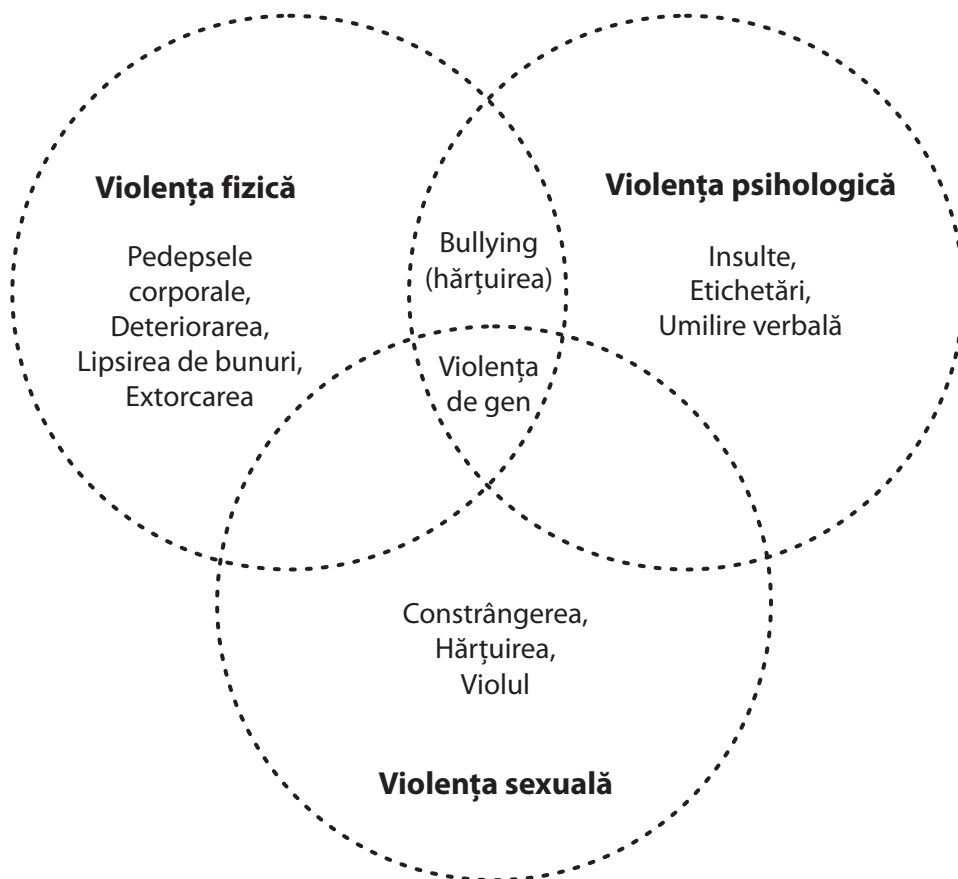 Violența fizică
Pedepsele
corporale,
Deteriorarea,
Lipsirea de bunuri,
Extorcarea
Bullying
(hărțuirea)
Violența
de gen
Violența psihologică
Insulte,
Etichetări,
Umilire verbală
Constrângerea,
Hărțuirea,
Violul
Violența sexuală